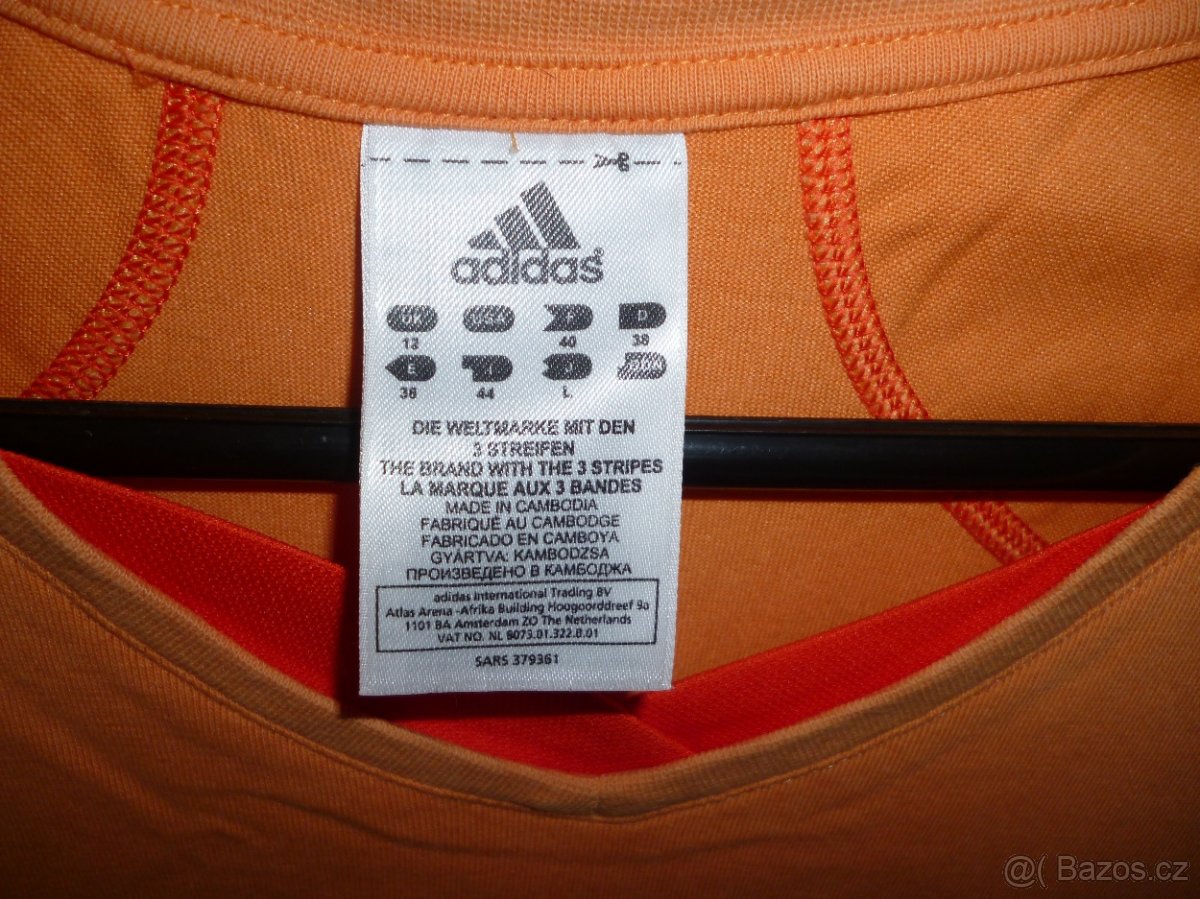 adidas
UK USA F D
12 40 38
E I J
38 44 L
DIE WELTMARKE MIT DEN
3 STREIFEN
THE BRAND WITH THE 3 STRIPES
LA MARQUE AUX 3 BANDES
MADE IN CAMBODIA
FABRIQUÉ AU CAMBODGE
FABRICADO EN CAMBOYA
GYÁRTVA: KAMBODZSA
ПРОИЗВЕДЕНО В КАМБОДЖА
adidas International Trading BV
Atlas Arena -Afrika Building Hoogoorddreef 9a
1101 BA Amsterdam ZO The Netherlands
VAT NO. NL 8073.01.322.B.01
SARS 379361
@( Bazos.cz